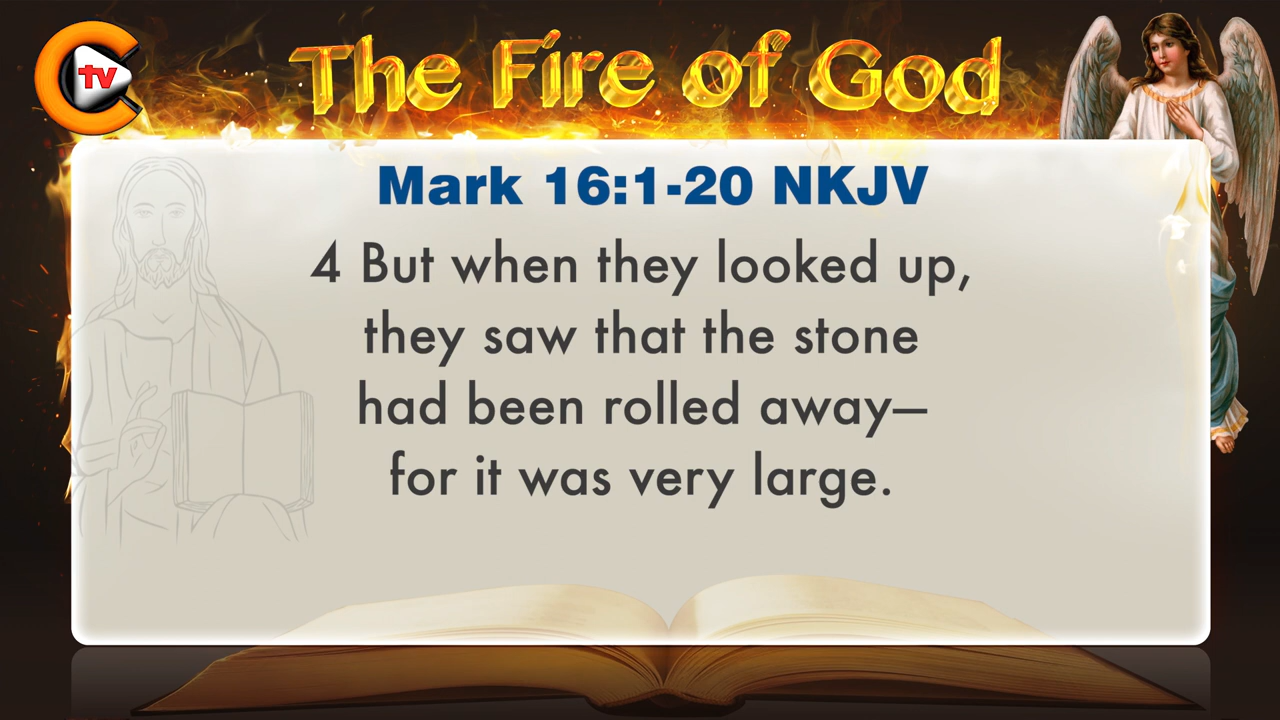 tv
The Fire of God
Mark 16:1-20 NKJV
4 But when they looked up,
they saw that the stone
had been rolled away—
for it was very large.